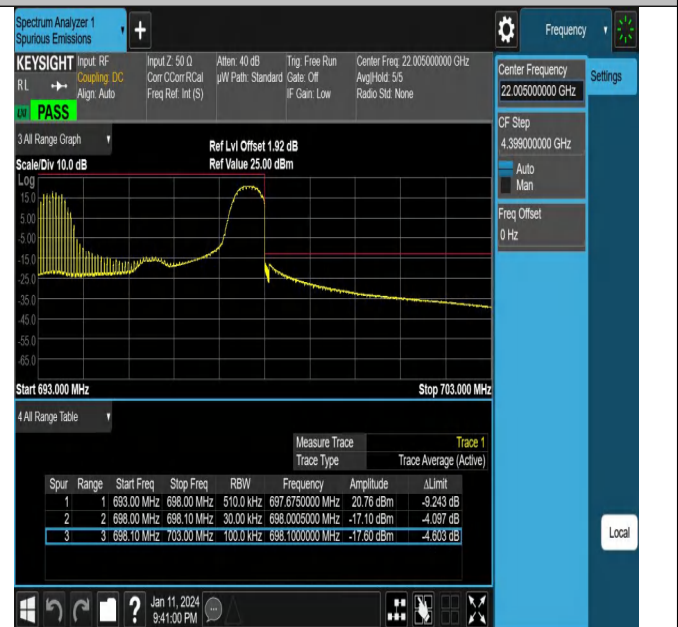 Spectrum Analyzer 1
Spurious Emissions
+
Frequency
KEYSIGHT
RL
Input: RF
Coupling: DC
Align: Auto
Input Z: 50 Ω
Corr CCorr RCal
Freq Ref: Int (S)
Atten: 40 dB
µW Path: Standard
Trig: Free Run
Gate: Off
IF Gain: Low
Center Freq: 22.005000000 GHz
Avg|Hold: 5/5
Radio Std: None
PASS
Center Frequency
22.005000000 GHz
Settings
CF Step
4.399000000 GHz
Auto
Man
Freq Offset
0 Hz
3 All Range Graph
Scale/Div 10.0 dB
Ref Lvl Offset 1.92 dB
Ref Value 25.00 dBm
Log
15.0
5.00
-5.00
-15.0
-25.0
-35.0
-45.0
-55.0
-65.0
Start 693.000 MHz
Stop 703.000 MHz
4 All Range Table
Measure Trace Trace 1
Trace Type Trace Average (Active)
Spur Range Start Freq Stop Freq RBW Frequency Amplitude ΔLimit
1 1 693.00 MHz 698.00 MHz 510.0 kHz 697.6750000 MHz 20.76 dBm -9.243 dB
2 2 698.00 MHz 698.10 MHz 30.00 kHz 698.0005000 MHz -17.10 dBm -4.097 dB
3 3 698.10 MHz 703.00 MHz 100.0 kHz 698.1000000 MHz -17.60 dBm -4.603 dB
Local
?
Jan 11, 2024
9:41:00 PM